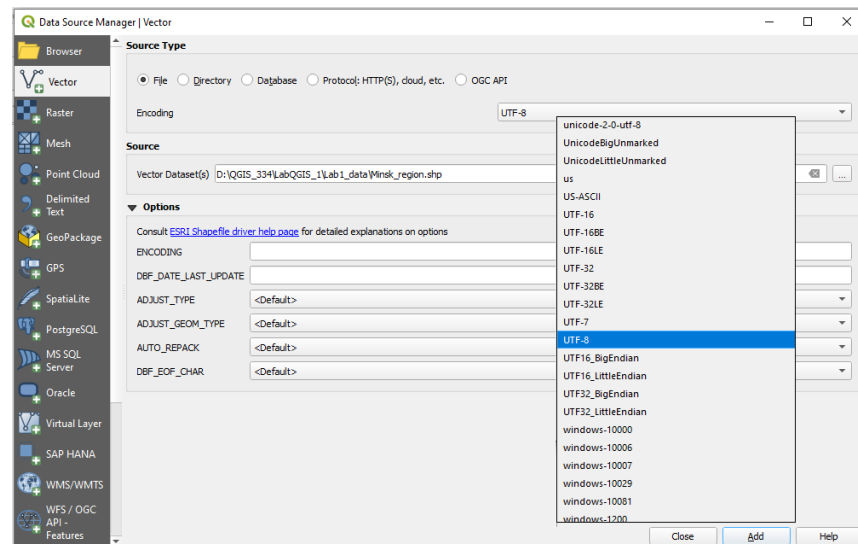 Data Source Manager | Vector
Browser
Vector
Raster
Mesh
Point Cloud
Delimited
Text
GeoPackage
GPS
SpatiaLite
PostgreSQL
MS SQL
Server
Oracle
Virtual Layer
SAP HANA
WMS/WMTS
WFS / OGC
API -
Features
Source Type
File Directory Database Protocol: HTTP(S), cloud, etc. OGC API
Encoding UTF-8
Source
Vector Dataset(s) D:\QGIS_334\LabQGIS_1\Lab1_data\Minsk_region.shp ...
Options
Consult ESRI Shapefile driver help page for detailed explanations on options
ENCODING
DBF_DATE_LAST_UPDATE
ADJUST_TYPE <Default>
ADJUST_GEOM_TYPE <Default>
AUTO_REPACK <Default>
DBF_EOF_CHAR <Default>
unicode-2-0-utf-8
UnicodeBigUnmarked
UnicodeLittleUnmarked
us
US-ASCII
UTF-16
UTF-16BE
UTF-16LE
UTF-32
UTF-32BE
UTF-32LE
UTF-7
UTF-8
UTF16_BigEndian
UTF16_LittleEndian
UTF32_BigEndian
UTF32_LittleEndian
windows-10000
windows-10006
windows-10007
windows-10029
windows-10081
windows-1200
Close Add Help